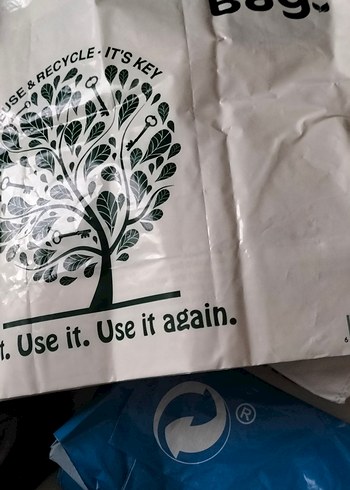 Bag.
USE & RECYCLE · IT'S KEY
t. Use it. Use it again.
®